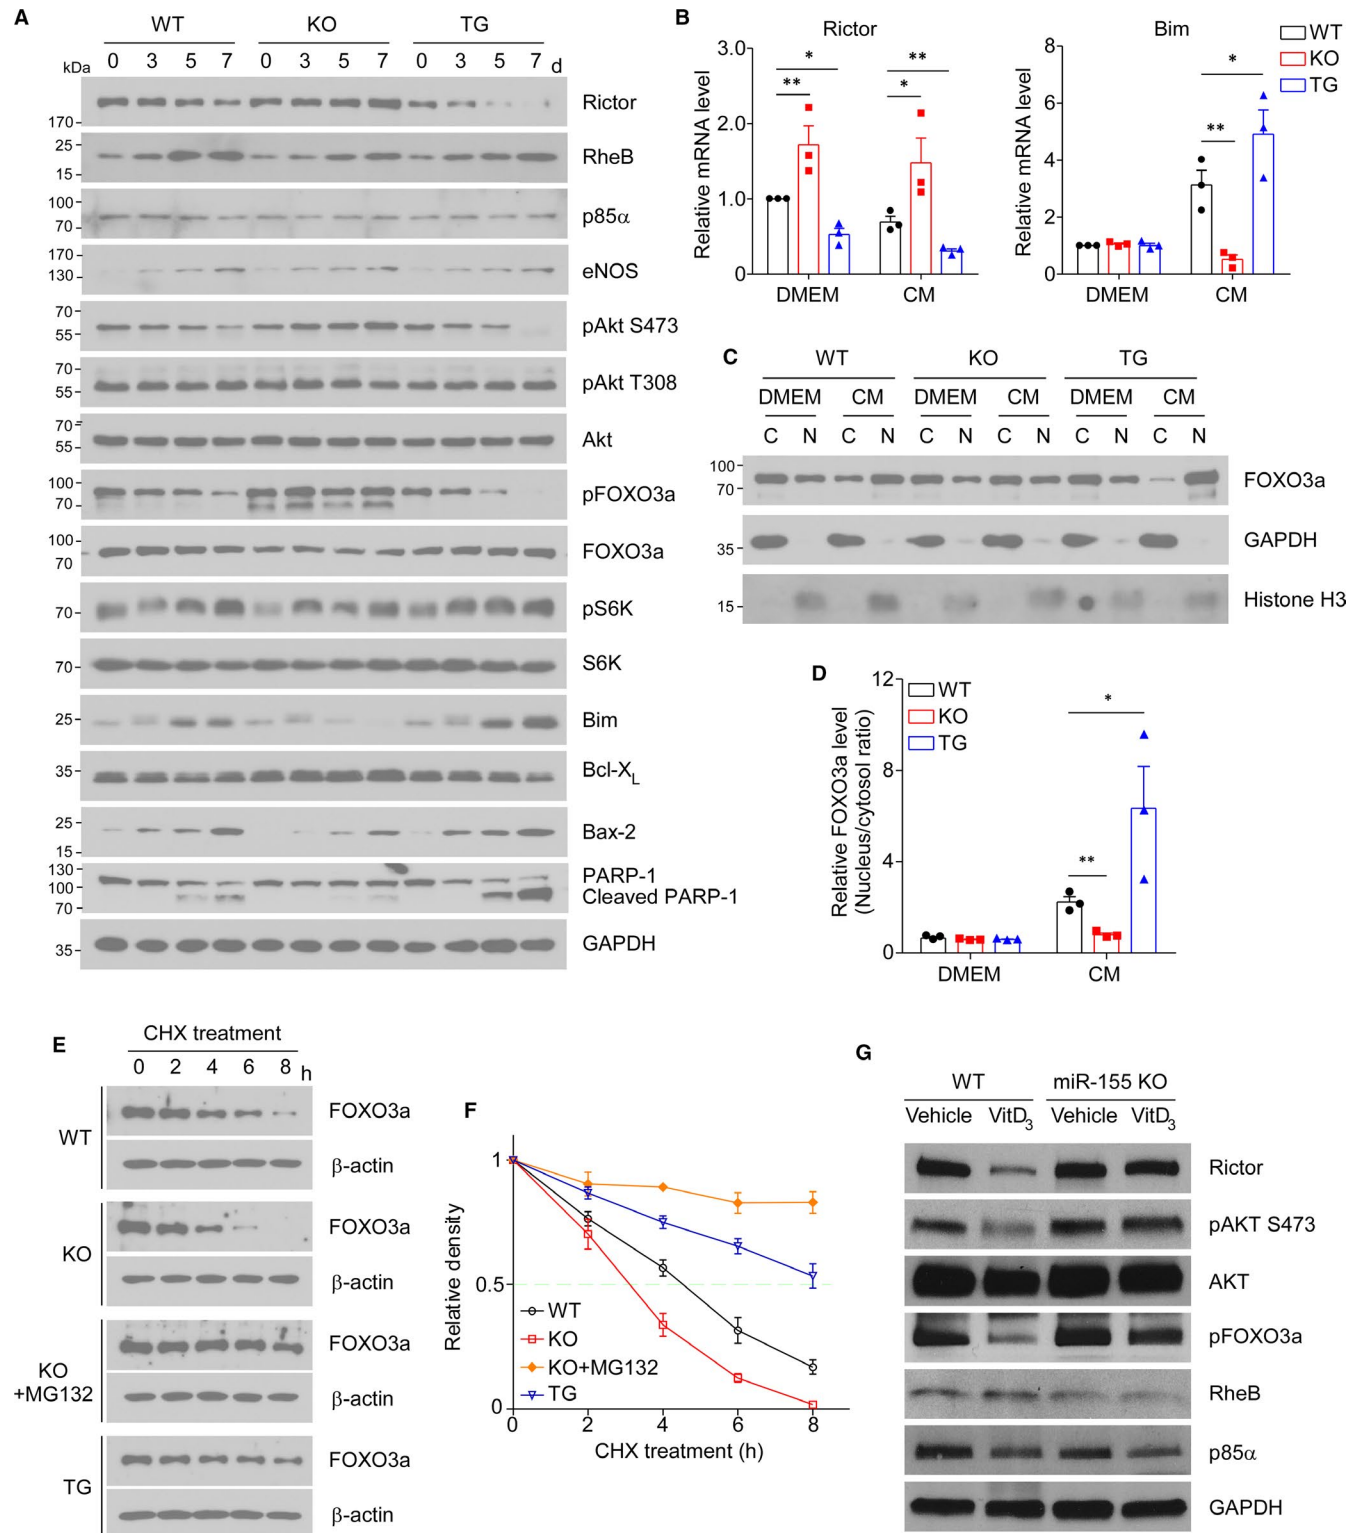 A
WT KO TG
0 3 5 7 0 3 5 7 0 3 5 7 d
kDa
170
Rictor
25
15
RheB
100
70
p85α
170
130
eNOS
70
55
pAkt S473
70
55
pAkt T308
70
55
Akt
100
70
pFOXO3a
100
70
FOXO3a
70
pS6K
70
S6K
25
Bim
35
Bcl-XL
25
15
Bax-2
130
100
70
PARP-1
Cleaved PARP-1
35
GAPDH
B
Rictor
Relative mRNA level
3.0
2.0
1.0
0
* **
** *
DMEM CM
Bim
Relative mRNA level
8
6
4
2
0
*
**
DMEM CM
WT
KO
TG
C
WT KO TG
DMEM CM DMEM CM DMEM CM
C N C N C N C N C N C N
100
70
FOXO3a
35
GAPDH
15
Histone H3
D
Relative FOXO3a level
(Nucleus/cytosol ratio)
12
8
4
0
WT
KO
TG
*
**
DMEM CM
E
CHX treatment
0 2 4 6 8 h
WT
FOXO3a
β-actin
KO
FOXO3a
β-actin
KO
+MG132
FOXO3a
β-actin
TG
FOXO3a
β-actin
F
Relative density
1
0.5
0
WT
KO
KO+MG132
TG
0 2 4 6 8
CHX treatment (h)
G
WT miR-155 KO
Vehicle VitD3 Vehicle VitD3
Rictor
pAKT S473
AKT
pFOXO3a
RheB
p85α
GAPDH